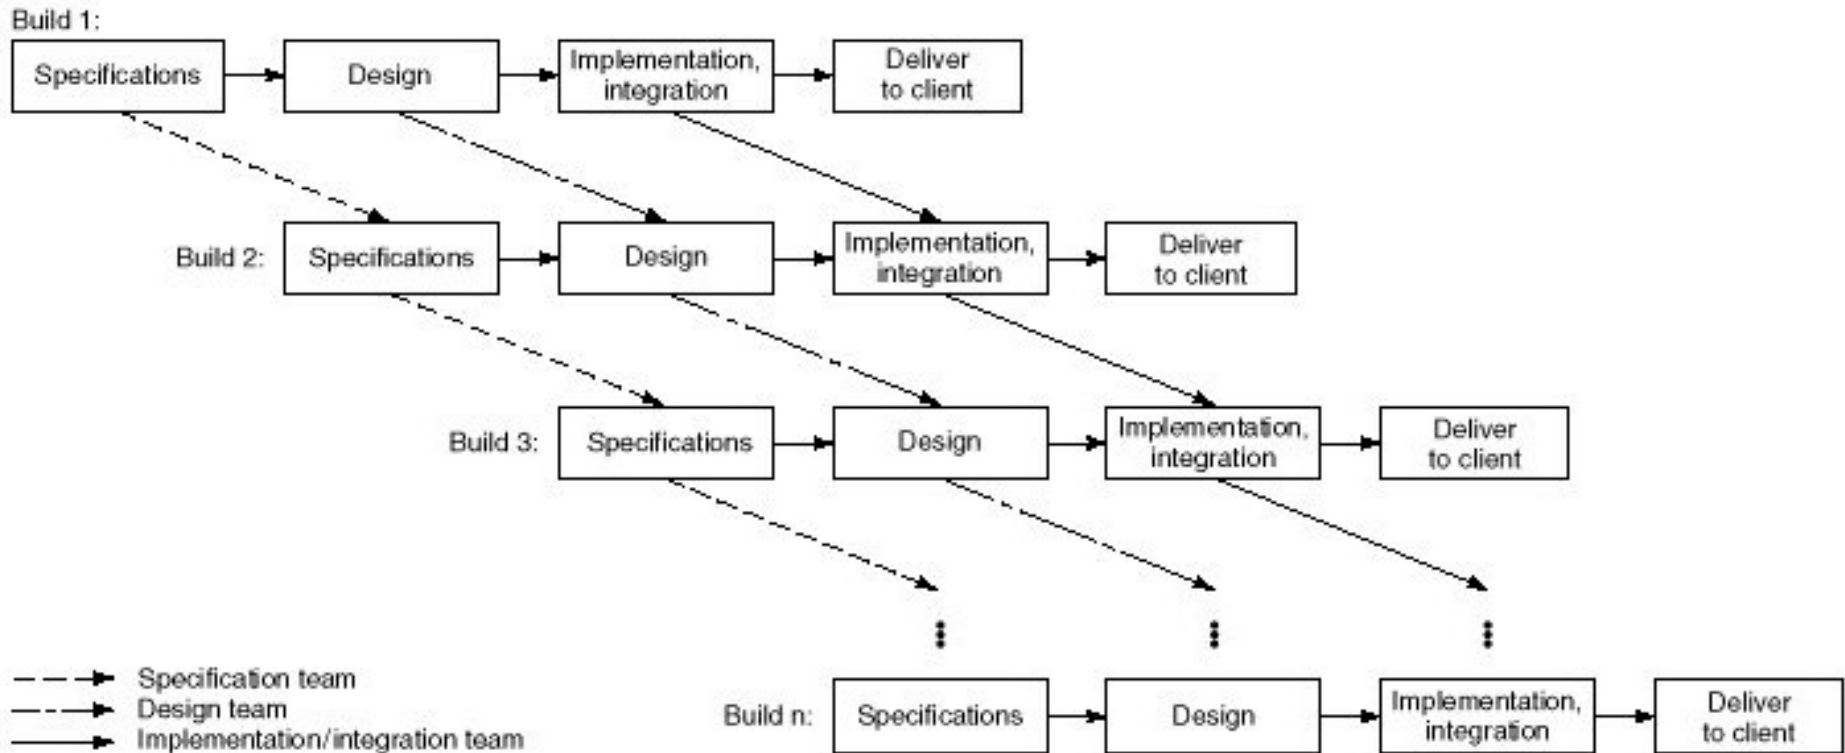 Build 1:
Specifications
Design
Implementation,
integration
Deliver
to client
Build 2:
Specifications
Design
Implementation,
integration
Deliver
to client
Build 3:
Specifications
Design
Implementation,
integration
Deliver
to client
Specification team
Design team
Implementation/integration team
Build n:
Specifications
Design
Implementation,
integration
Deliver
to client